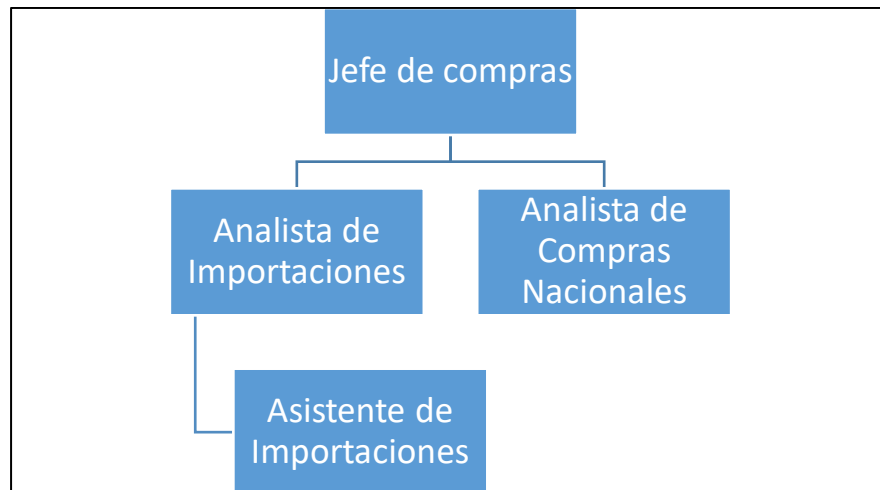 Jefe de compras
Analista de
Importaciones
Analista de
Compras
Nacionales
Asistente de
Importaciones